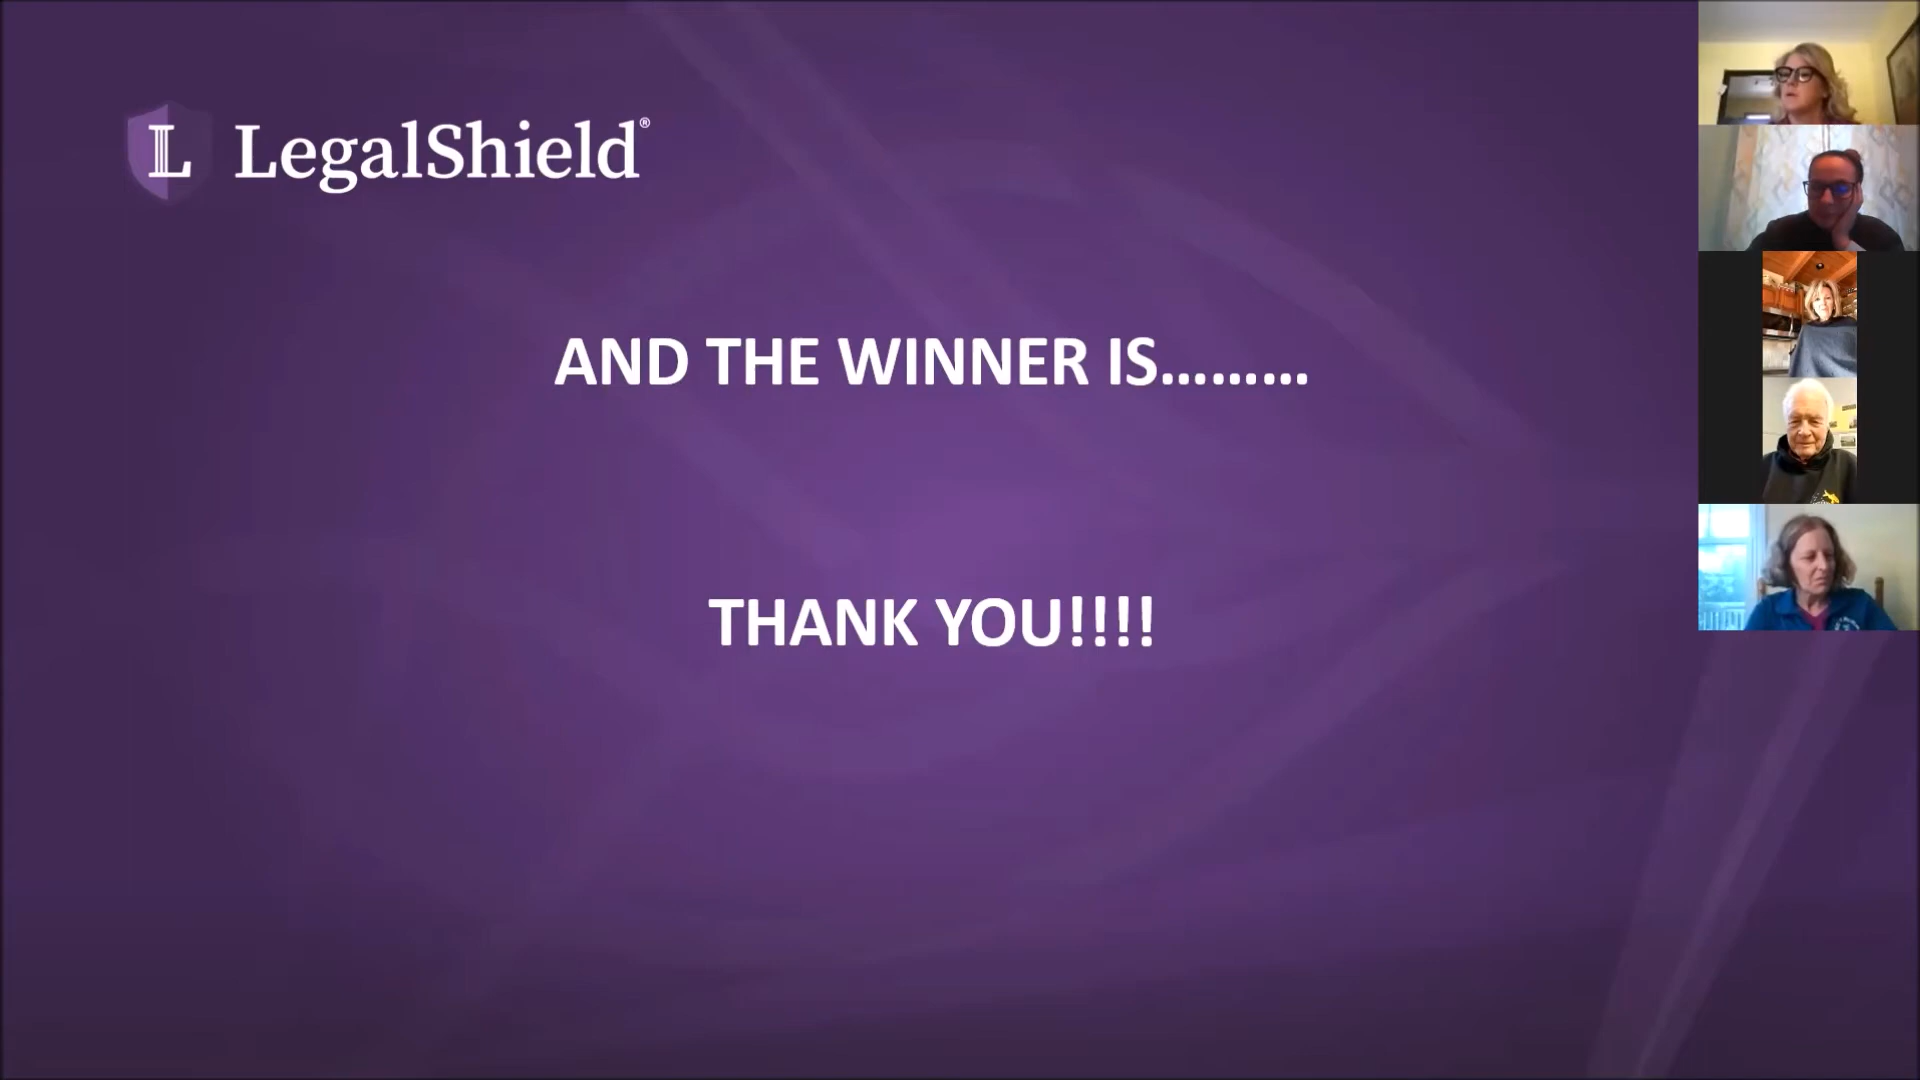 L LegalShield®
AND THE WINNER IS.........
THANK YOU!!!!